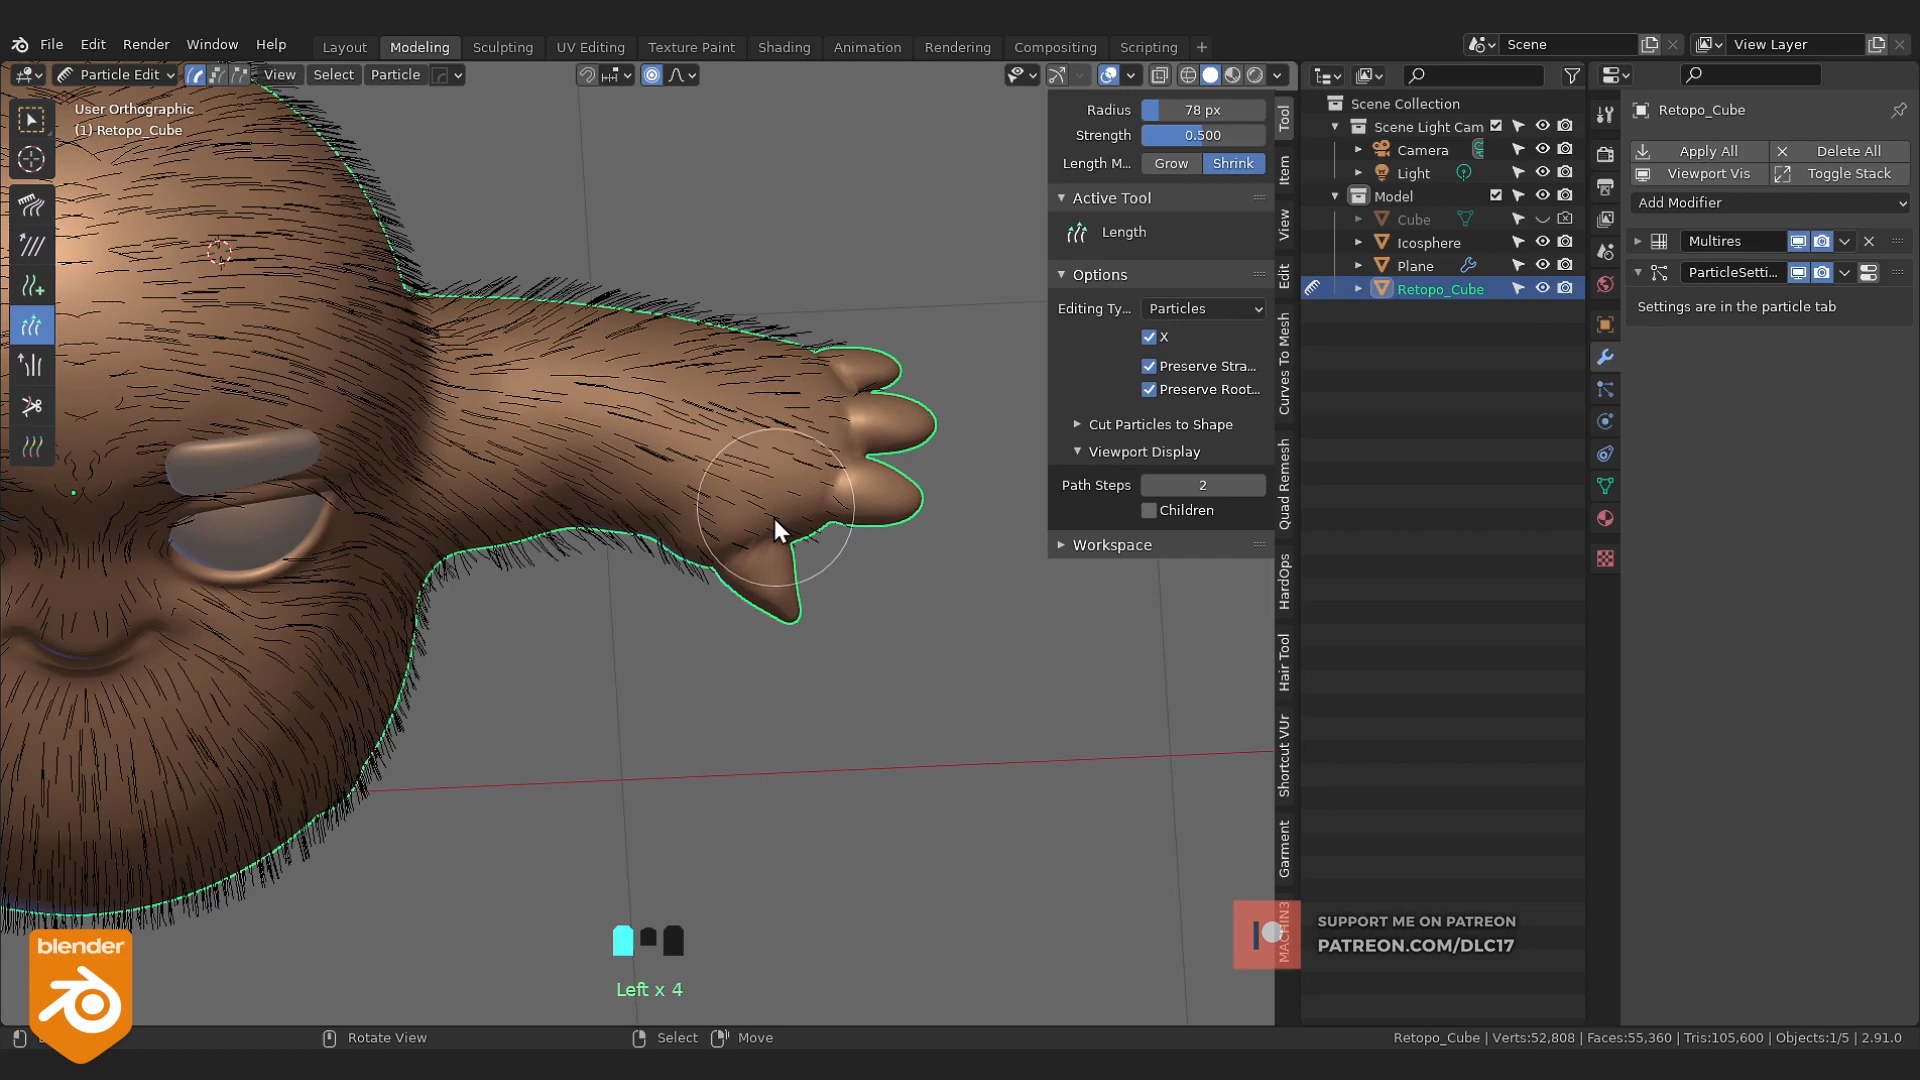 File Edit Render Window Help Layout Modeling Sculpting UV Editing Texture Paint Shading Animation Rendering Compositing Scripting Scene View Layer
Particle Edit View Select Particle
User Orthographic
(1) Retopo_Cube
Radius 78 px
Strength 0.500
Length M... Grow Shrink
Active Tool
Length
Options
Editing Ty... Particles
X
Preserve Stra...
Preserve Root...
Cut Particles to Shape
Viewport Display
Path Steps 2
Children
Workspace
Tool
Item
View
Edit
Curves To Mesh
Quad Remesh
HardOps
Hair Tool
Shortcut VUr
Garment
MACHIN3
Scene Collection
Scene Light Cam
Camera
Light
Model
Cube
Icosphere
Plane
Retopo_Cube
Retopo_Cube
Apply All Delete All
Viewport Vis Toggle Stack
Add Modifier
Multires
ParticleSetti...
Settings are in the particle tab
SUPPORT ME ON PATREON
PATREON.COM/DLC17
blender
Left x 4
Rotate View Select Move
Retopo_Cube | Verts:52,808 | Faces:55,360 | Tris:105,600 | Objects:1/5 | 2.91.0